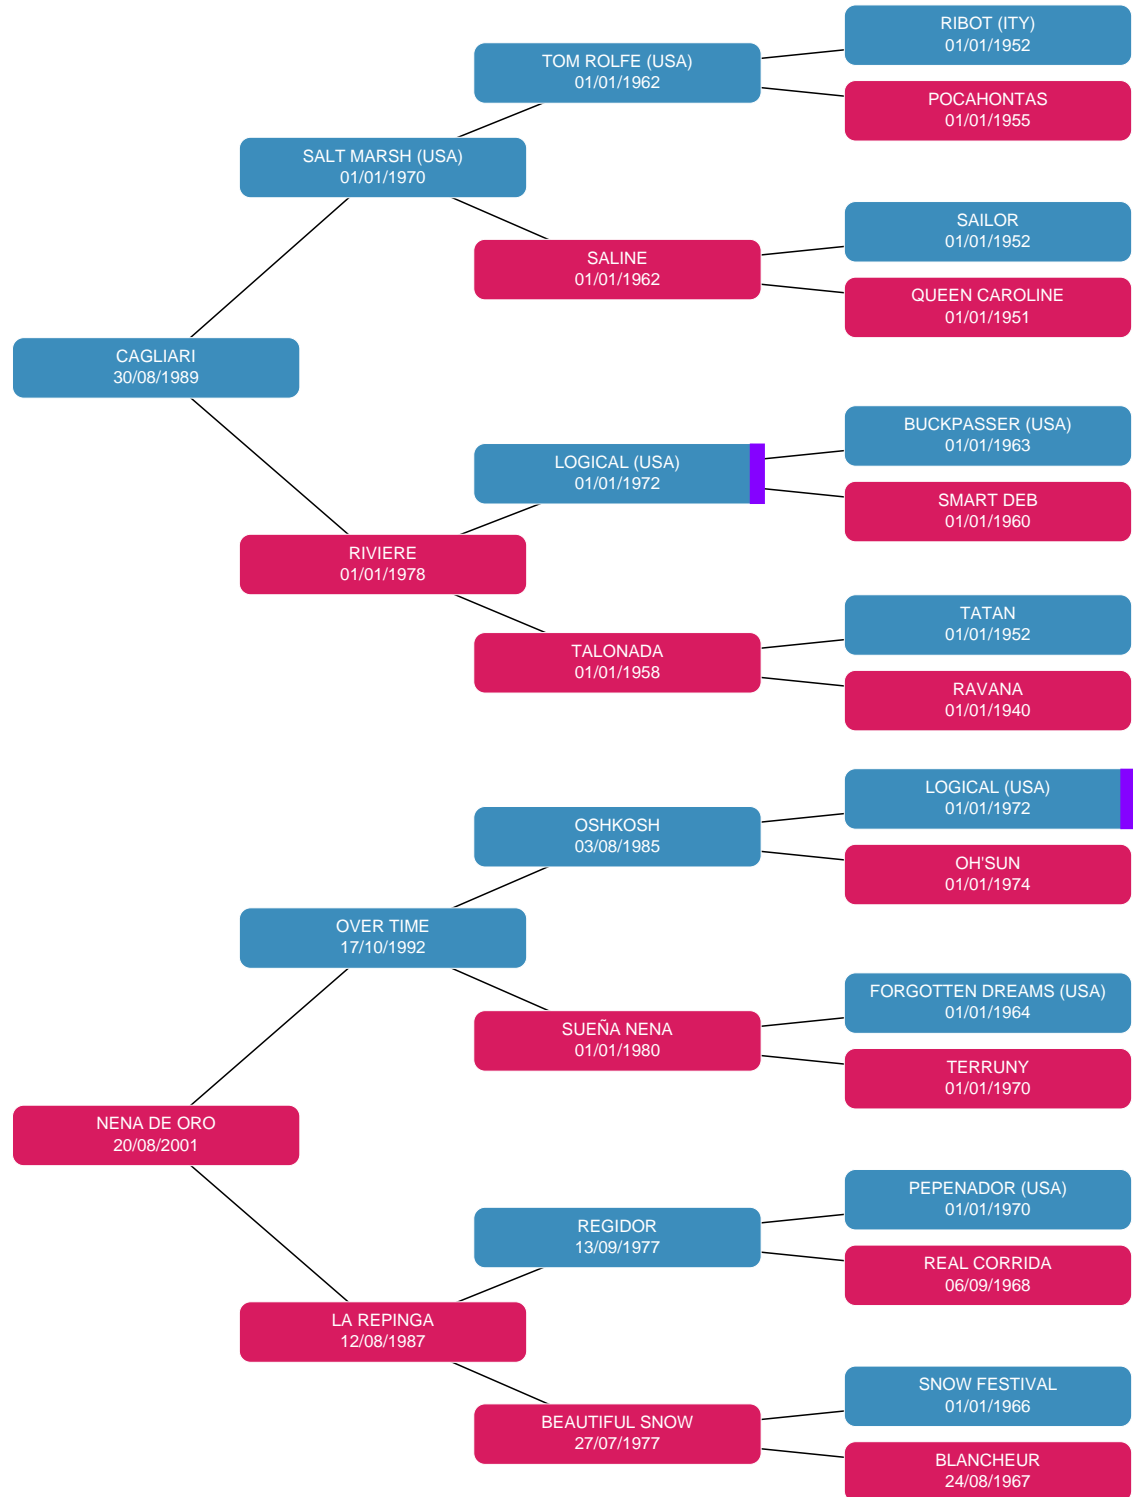 RIBOT (ITY)
01/01/1952
TOM ROLFE (USA)
01/01/1962
POCAHONTAS
01/01/1955
SALT MARSH (USA)
01/01/1970
SAILOR
01/01/1952
SALINE
01/01/1962
QUEEN CAROLINE
01/01/1951
CAGLIARI
30/08/1989
BUCKPASSER (USA)
01/01/1963
LOGICAL (USA)
01/01/1972
SMART DEB
01/01/1960
RIVIERE
01/01/1978
TATAN
01/01/1952
TALONADA
01/01/1958
RAVANA
01/01/1940
LOGICAL (USA)
01/01/1972
OSHKOSH
03/08/1985
OH'SUN
01/01/1974
OVER TIME
17/10/1992
FORGOTTEN DREAMS (USA)
01/01/1964
SUEÑA NENA
01/01/1980
TERRUNY
01/01/1970
NENA DE ORO
20/08/2001
PEPENADOR (USA)
01/01/1970
REGIDOR
13/09/1977
REAL CORRIDA
06/09/1968
LA REPINGA
12/08/1987
SNOW FESTIVAL
01/01/1966
BEAUTIFUL SNOW
27/07/1977
BLANCHEUR
24/08/1967